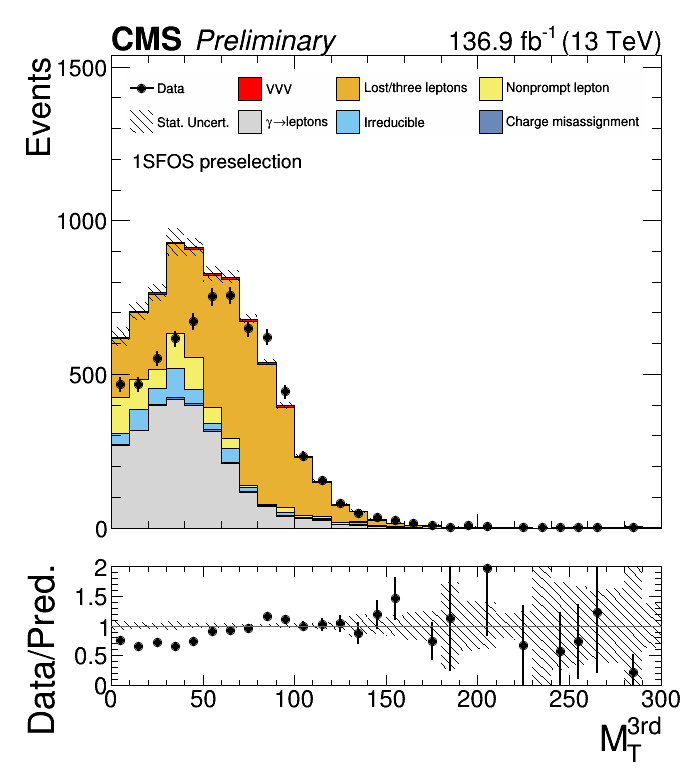 CMS Preliminary 136.9 fb⁻¹ (13 TeV)
Events
1500
1000
500
0
Data VVV Lost/three leptons Nonprompt lepton
Stat. Uncert. γ→leptons Irreducible Charge misassignment
1SFOS preselection
Data/Pred.
2
1.5
1
0.5
0
0 50 100 150 200 250 300
M_T^3rd